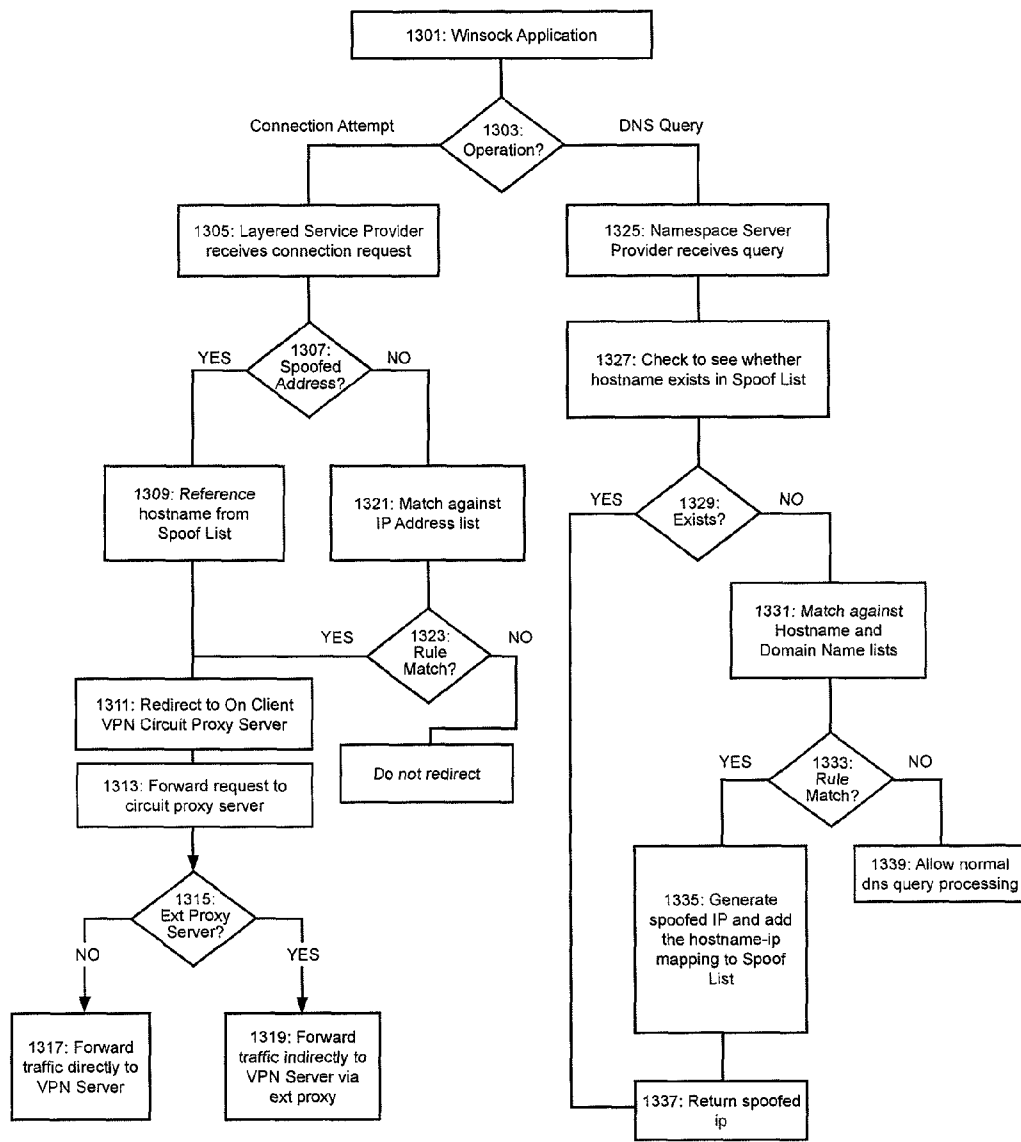 1301: Winsock Application
Connection Attempt
1303:
Operation?
DNS Query
1305: Layered Service Provider
receives connection request
1325: Namespace Server
Provider receives query
YES
1307:
Spoofed
Address?
NO
1327: Check to see whether
hostname exists in Spoof List
1309: Reference
hostname from
Spoof List
1321: Match against
IP Address list
YES
1329:
Exists?
NO
1331: Match against
Hostname and
Domain Name lists
YES
1323:
Rule
Match?
NO
1311: Redirect to On Client
VPN Circuit Proxy Server
Do not redirect
1313: Forward request to
circuit proxy server
YES
1333:
Rule
Match?
NO
1339: Allow normal
dns query processing
1315:
Ext Proxy
Server?
NO
YES
1335: Generate
spoofed IP and add
the hostname-ip
mapping to Spoof
List
1317: Forward
traffic directly to
VPN Server
1319: Forward
traffic indirectly to
VPN Server via
ext proxy
1337: Return spoofed
ip